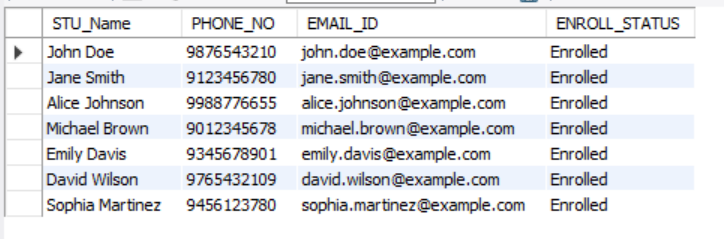 STU_Name PHONE_NO EMAIL_ID ENROLL_STATUS
John Doe 9876543210 john.doe@example.com Enrolled
Jane Smith 9123456780 jane.smith@example.com Enrolled
Alice Johnson 9988776655 alice.johnson@example.com Enrolled
Michael Brown 9012345678 michael.brown@example.com Enrolled
Emily Davis 9345678901 emily.davis@example.com Enrolled
David Wilson 9765432109 david.wilson@example.com Enrolled
Sophia Martinez 9456123780 sophia.martinez@example.com Enrolled